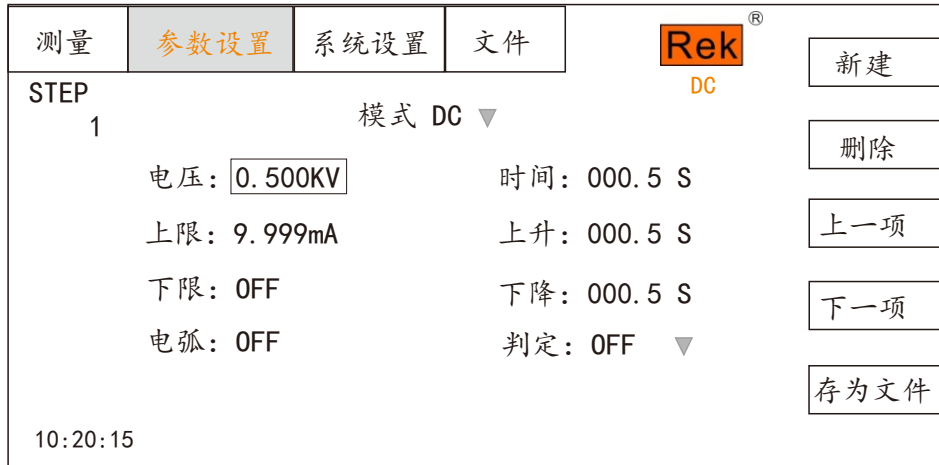 测量 参数设置 系统设置 文件 Rek ® 新建
DC
STEP
1
模式 DC ▼
删除
电压：0.500KV 时间：000.5 S
上限：9.999mA 上升：000.5 S 上一项
下限：OFF 下降：000.5 S 下一项
电弧：OFF 判定：OFF ▼
存为文件
10:20:15